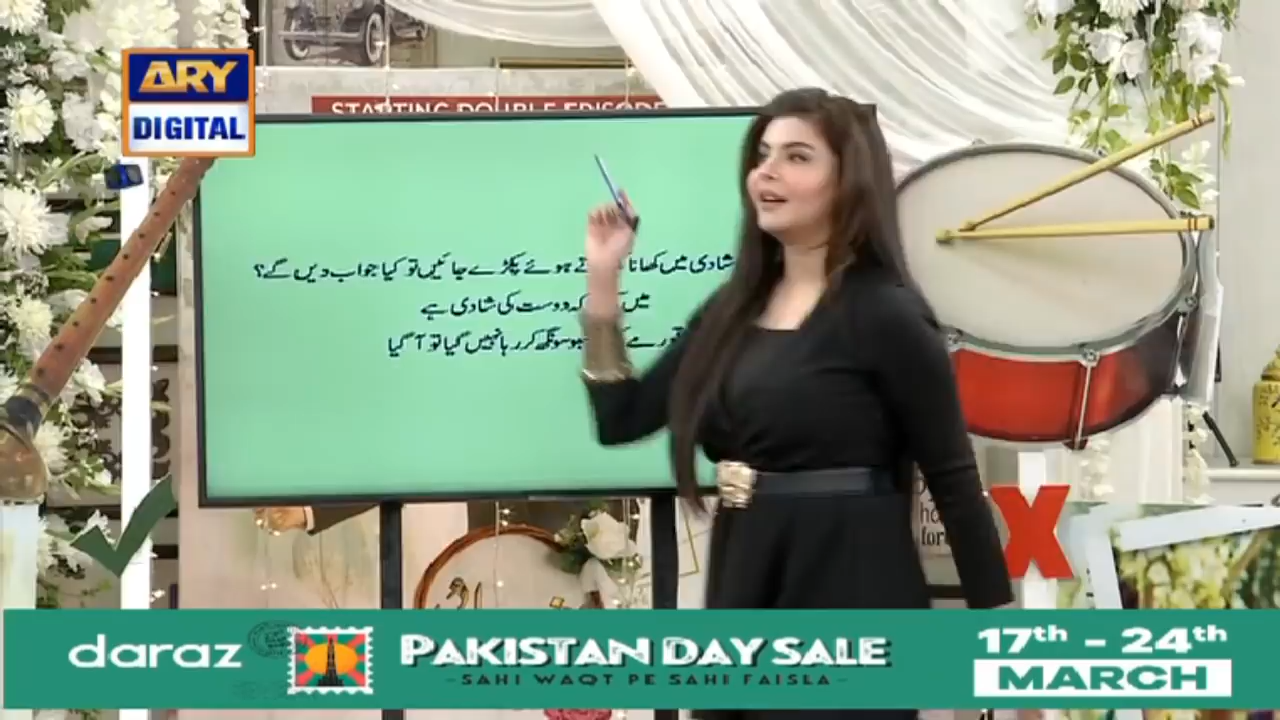 ARY
DIGITAL
STARTING DOUBLE EPISODE
شادی میں کھانا ہوئے پکڑے جائیں تو کیا جواب دیں گے؟
میں دوست کی شادی ہے
سونگھ کر رہا نہیں گیا تو آ گیا
X
daraz
PAKISTAN DAY SALE
-SAHI WAQT PE SAHI FAISLA-
17th - 24th
MARCH